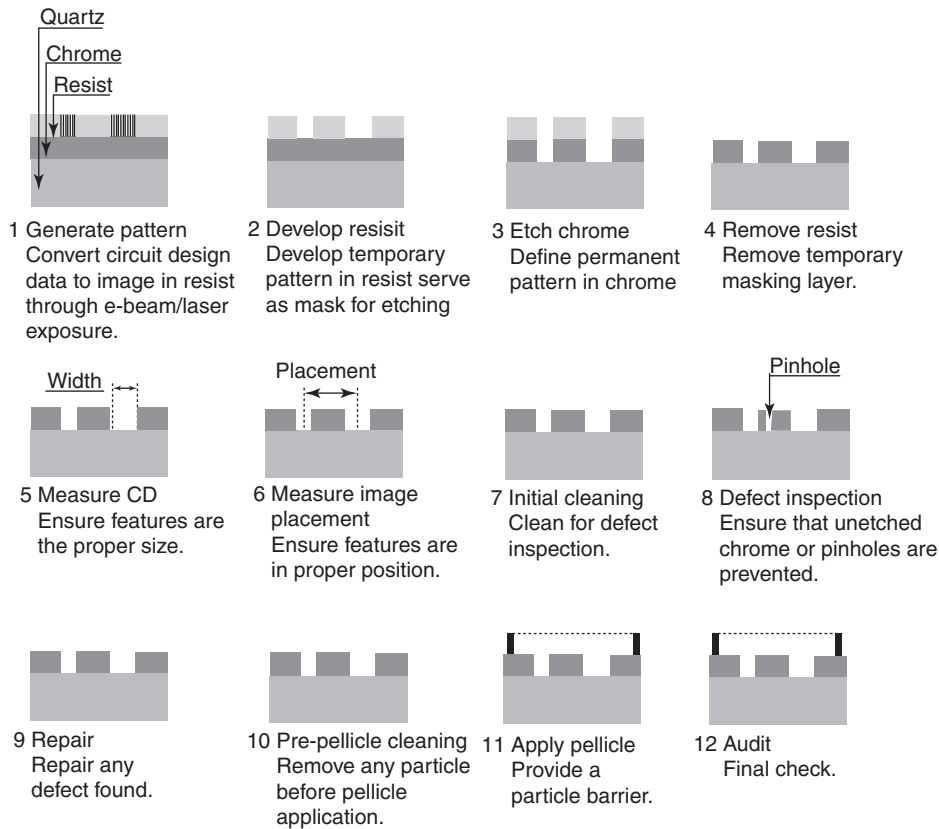 Quartz
Chrome
Resist
1 Generate pattern
Convert circuit design
data to image in resist
through e-beam/laser
exposure.
2 Develop resisit
Develop temporary
pattern in resist serve
as mask for etching
3 Etch chrome
Define permanent
pattern in chrome
4 Remove resist
Remove temporary
masking layer.
Width
5 Measure CD
Ensure features are
the proper size.
Placement
6 Measure image
placement
Ensure features are
in proper position.
7 Initial cleaning
Clean for defect
inspection.
Pinhole
8 Defect inspection
Ensure that unetched
chrome or pinholes are
prevented.
9 Repair
Repair any
defect found.
10 Pre-pellicle cleaning
Remove any particle
before pellicle
application.
11 Apply pellicle
Provide a
particle barrier.
12 Audit
Final check.